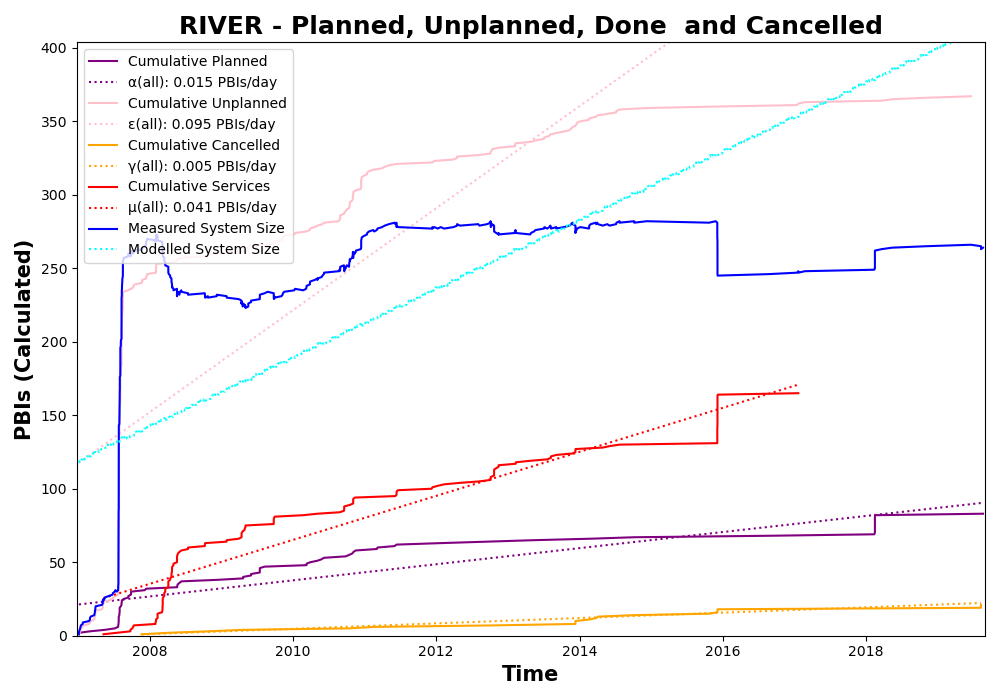 RIVER - Planned, Unplanned, Done  and Cancelled
PBIs (Calculated)
400
350
300
250
200
150
100
50
0
Cumulative Planned
α(all): 0.015 PBIs/day
Cumulative Unplanned
ε(all): 0.095 PBIs/day
Cumulative Cancelled
γ(all): 0.005 PBIs/day
Cumulative Services
μ(all): 0.041 PBIs/day
Measured System Size
Modelled System Size
2008 2010 2012 2014 2016 2018
Time